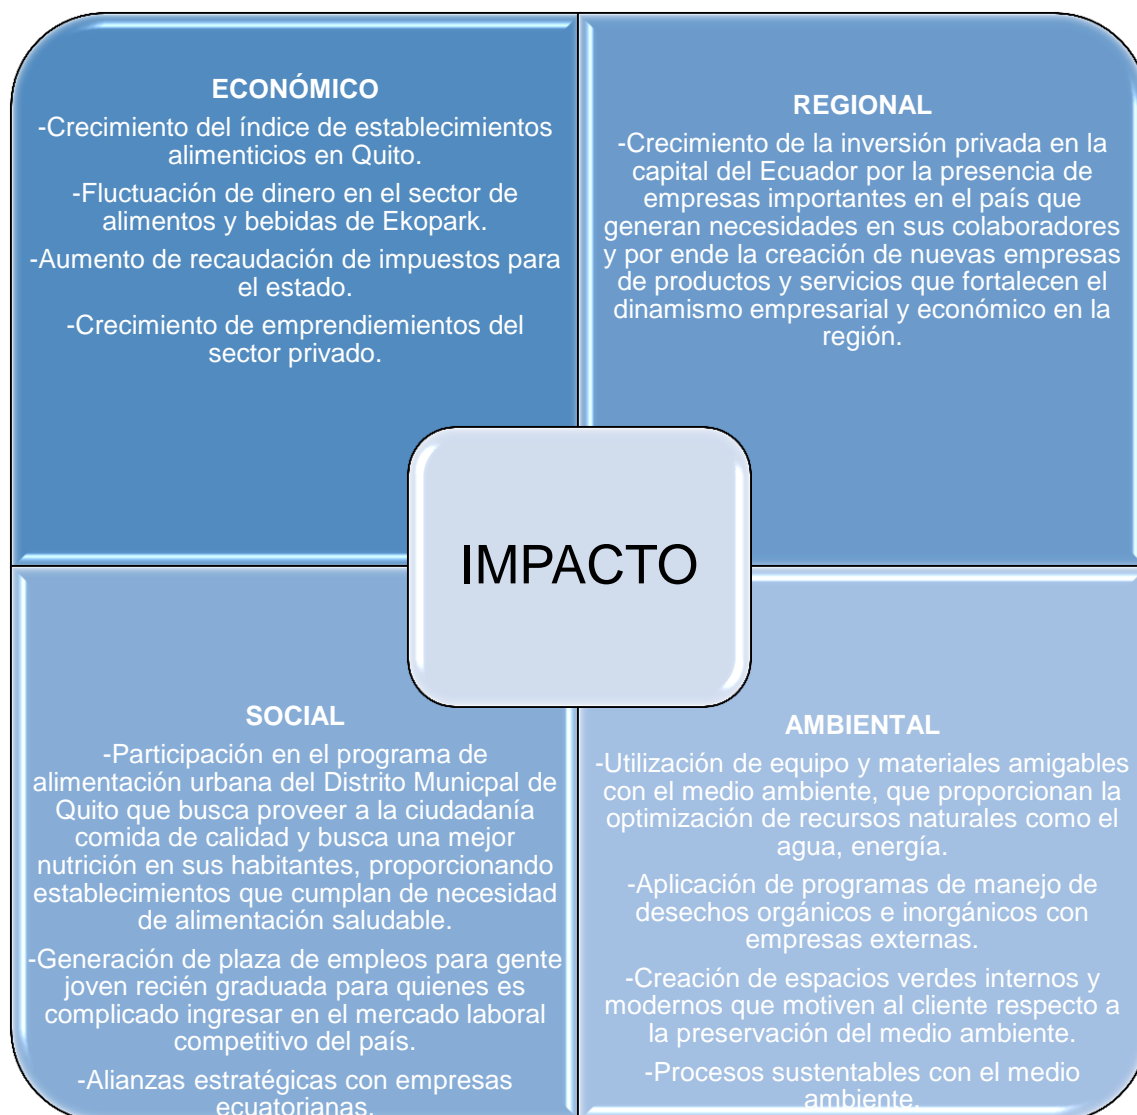 ECONÓMICO
-Crecimiento del índice de establecimientos
alimenticios en Quito.
-Fluctuación de dinero en el sector de
alimentos y bebidas de Ekopark.
-Aumento de recaudación de impuestos para
el estado.
-Crecimiento de emprendiemientos del
sector privado.
REGIONAL
-Crecimiento de la inversión privada en la
capital del Ecuador por la presencia de
empresas importantes en el país que
generan necesidades en sus colaboradores
y por ende la creación de nuevas empresas
de productos y servicios que fortalecen el
dinamismo empresarial y económico en la
región.
IMPACTO
SOCIAL
-Participación en el programa de
alimentación urbana del Distrito Municpal de
Quito que busca proveer a la ciudadanía
comida de calidad y busca una mejor
nutrición en sus habitantes, proporcionando
establecimientos que cumplan de necesidad
de alimentación saludable.
-Generación de plaza de empleos para gente
joven recién graduada para quienes es
complicado ingresar en el mercado laboral
competitivo del país.
-Alianzas estratégicas con empresas
ecuatorianas.
AMBIENTAL
-Utilización de equipo y materiales amigables
con el medio ambiente, que proporcionan la
optimización de recursos naturales como el
agua, energía.
-Aplicación de programas de manejo de
desechos orgánicos e inorgánicos con
empresas externas.
-Creación de espacios verdes internos y
modernos que motiven al cliente respecto a
la preservación del medio ambiente.
-Procesos sustentables con el medio
ambiente.